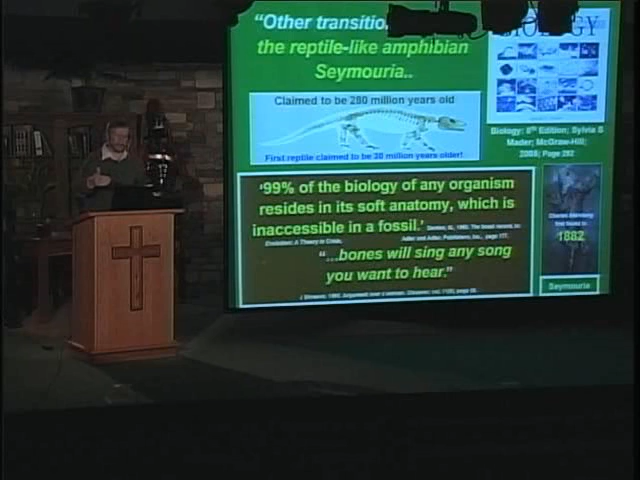 "Other transitio
the reptile-like amphibian
Seymouria..
Claimed to be 280 million years old
First reptile claimed to be 30 million years older!
BIOLOGY
Biology: 8th Edition; Sylvia S
Mader; McGraw-Hill;
2008; Page 292
'99% of the biology of any organism
resides in its soft anatomy, which is
inaccessible in a fossil.'
Evolution: A Theory in Crisis.
Adler and Adler, Publishers, Inc., page 177.
"...bones will sing any song
you want to hear."
1882
Seymouria